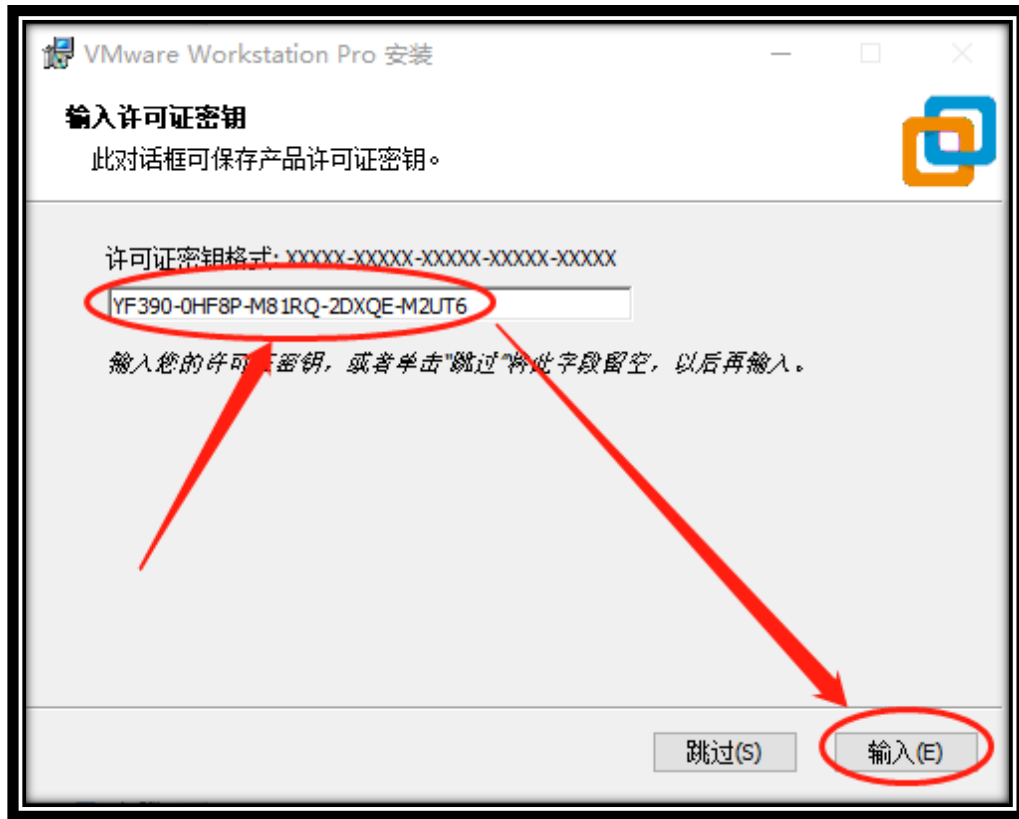 VMware Workstation Pro 安装
输入许可证密钥
此对话框可保存产品许可证密钥。
许可证密钥格式: XXXXX-XXXXX-XXXXX-XXXXX-XXXXX
YF390-0HF8P-M81RQ-2DXQE-M2UT6
输入您的许可证密钥，或者单击"跳过"将此字段留空，以后再输入。
跳过(S) 输入(E)